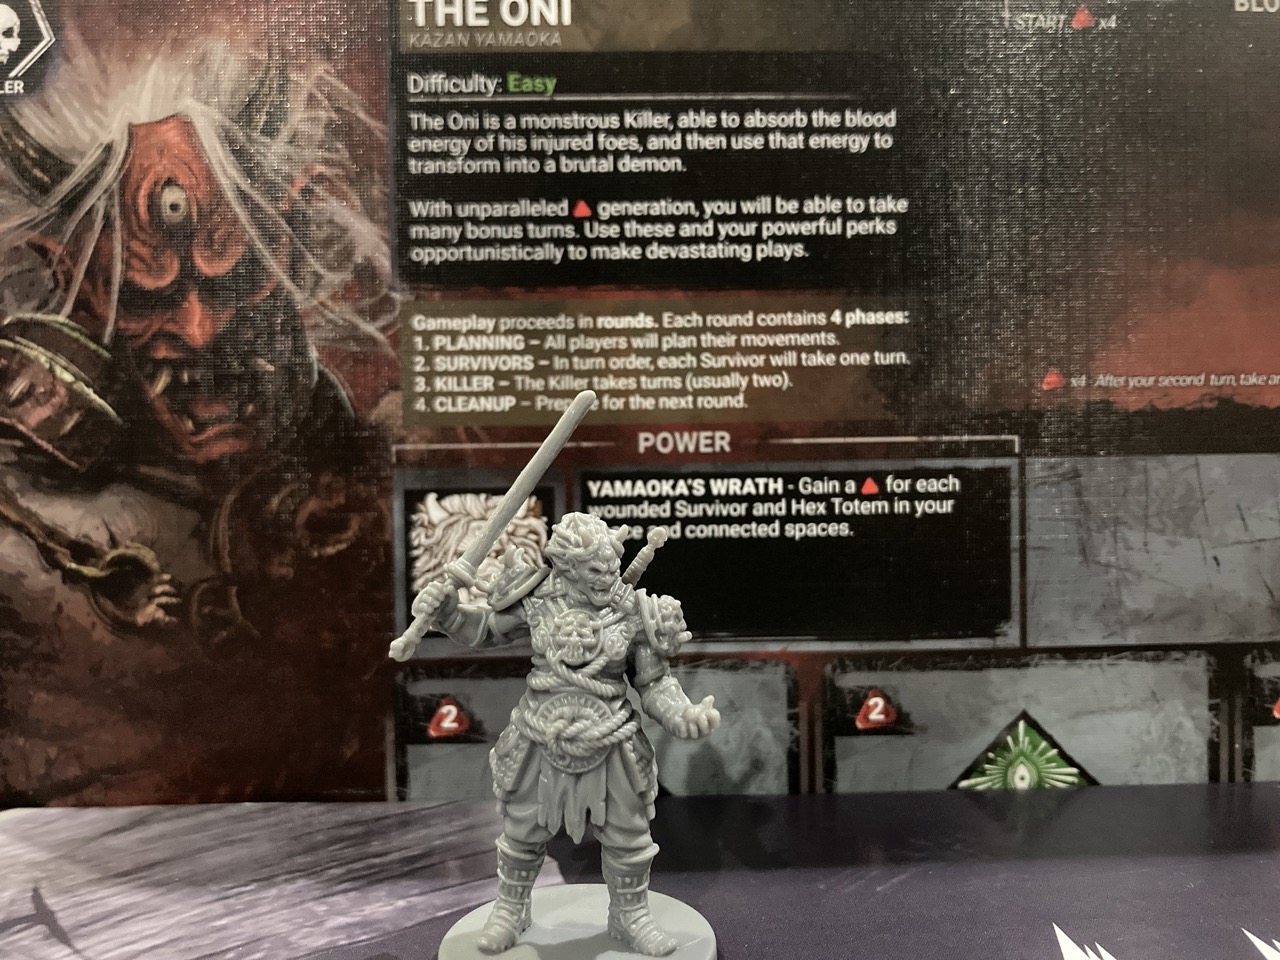 THE ONI
KAZAN YAMAOKA
START x4
LER
Difficulty: Easy
The Oni is a monstrous Killer, able to absorb the blood
energy of his injured foes, and then use that energy to
transform into a brutal demon.
With unparalleled generation, you will be able to take
many bonus turns. Use these and your powerful perks
opportunistically to make devastating plays.
Gameplay proceeds in rounds. Each round contains 4 phases:
1. PLANNING – All players will plan their movements.
2. SURVIVORS – In turn order, each Survivor will take one turn.
3. KILLER – The Killer takes turns (usually two).
4. CLEANUP – for the next round.
x4 - After your second turn, take
POWER
YAMAOKA'S WRATH - Gain a for each
wounded Survivor and Hex Totem in your
and connected spaces.
2
2